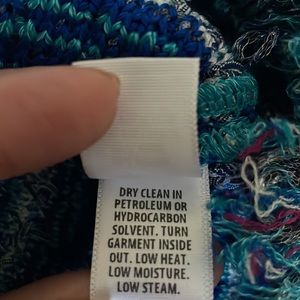 DRY CLEAN IN
PETROLEUM OR
HYDROCARBON
SOLVENT. TURN
GARMENT INSIDE
OUT. LOW HEAT.
LOW MOISTURE.
LOW STEAM.